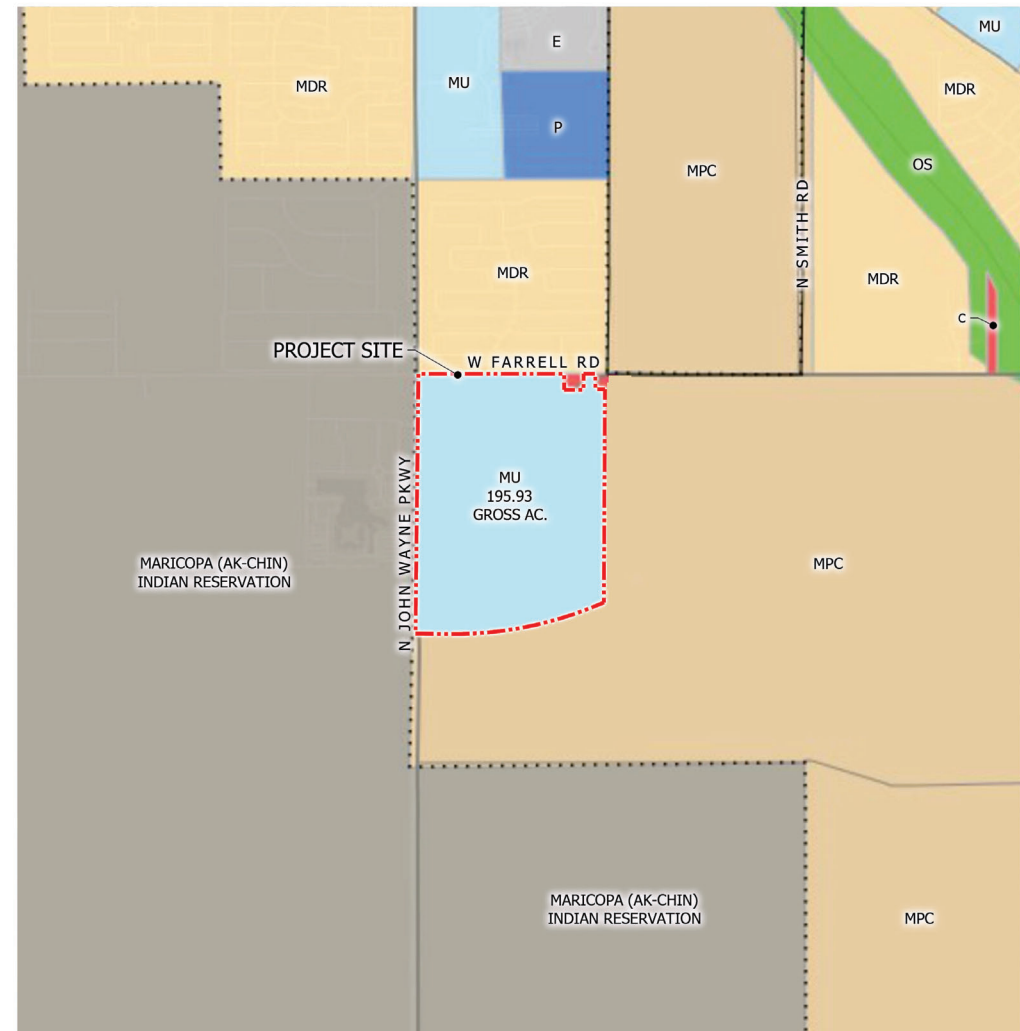 MU
E
MDR
MU
MDR
P
OS
MPC
N SMITH RD
MDR
MDR
C
PROJECT SITE
W FARRELL RD
MU
195.93
GROSS AC.
N JOHN WAYNE PKWY
MARICOPA (AK-CHIN)
INDIAN RESERVATION
MPC
MARICOPA (AK-CHIN)
INDIAN RESERVATION
MPC